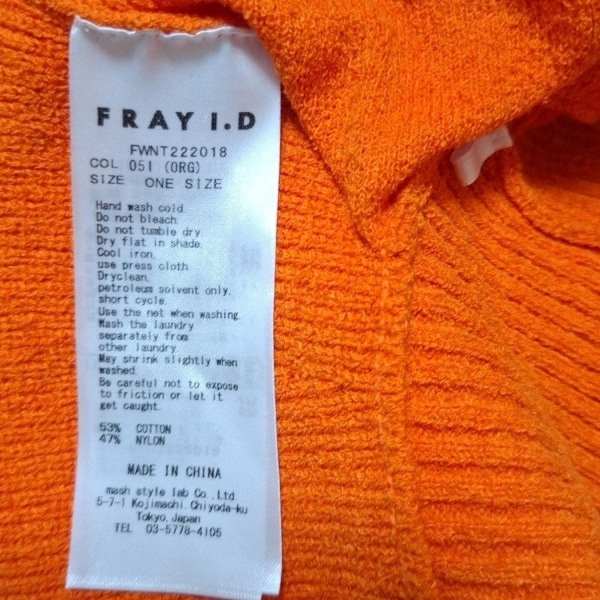 FRAY I.D
FWNT222018
COL 051 (ORG)
SIZE ONE SIZE
Hand wash cold.
Do not bleach.
Do not tumble dry.
Dry flat in shade.
Cool iron.
use press cloth.
Dryclean,
petroleum solvent only,
short cycle.
Use the net when washing.
Wash the laundry
separately from
other laundry.
May shrink slightly when
washed.
Be careful not to expose
to friction or let it
get caught.
53% COTTON
47% NYLON
MADE IN CHINA
mash style lab Co.,Ltd.
5-7-1 Kojimachi,Chiyoda-ku
Tokyo,Japan
TEL 03-5778-4105